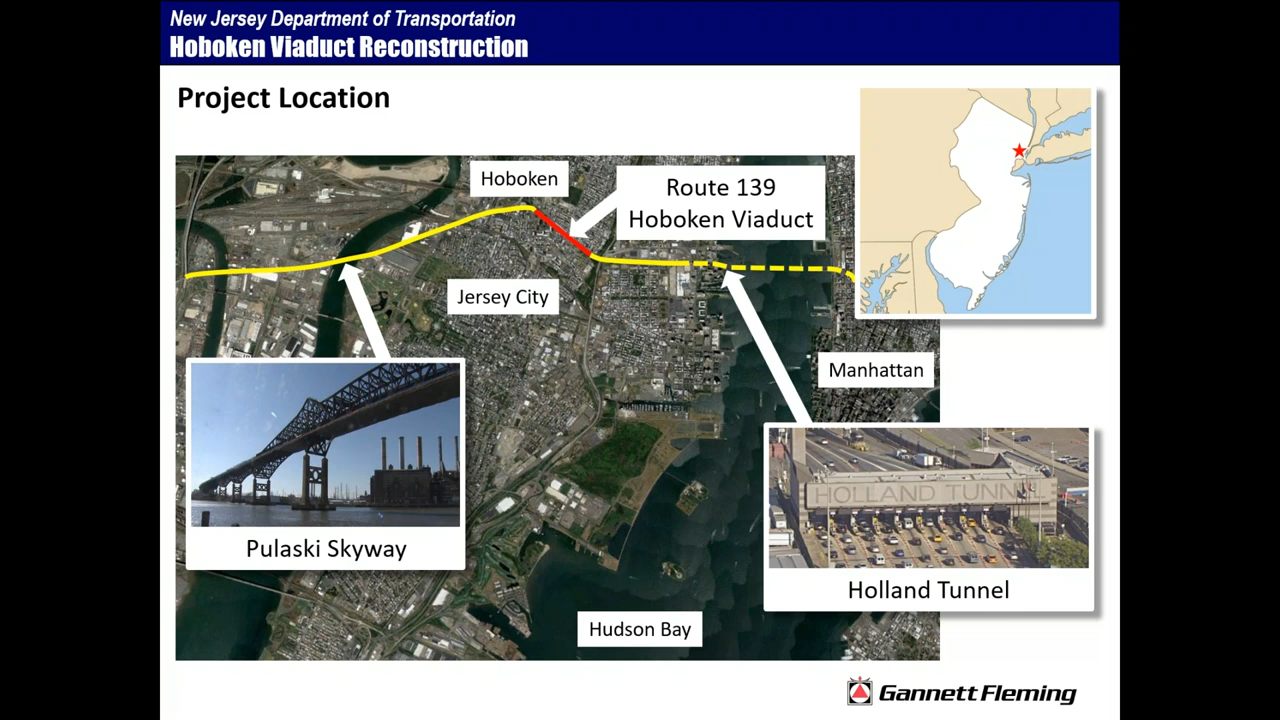 New Jersey Department of Transportation
Hoboken Viaduct Reconstruction
Project Location
Hoboken
Route 139
Hoboken Viaduct
Jersey City
Manhattan
HOLLAND TUNN
Pulaski Skyway
Holland Tunnel
Hudson Bay
Gannett Fleming